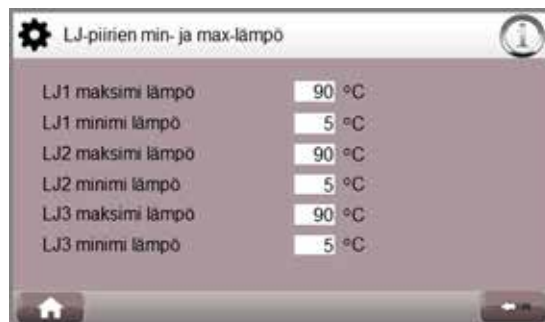 LJ-piirien min- ja max-lämpö
LJ1 maksimi lämpö 90 °C
LJ1 minimi lämpö 5 °C
LJ2 maksimi lämpö 90 °C
LJ2 minimi lämpö 5 °C
LJ3 maksimi lämpö 90 °C
LJ3 minimi lämpö 5 °C